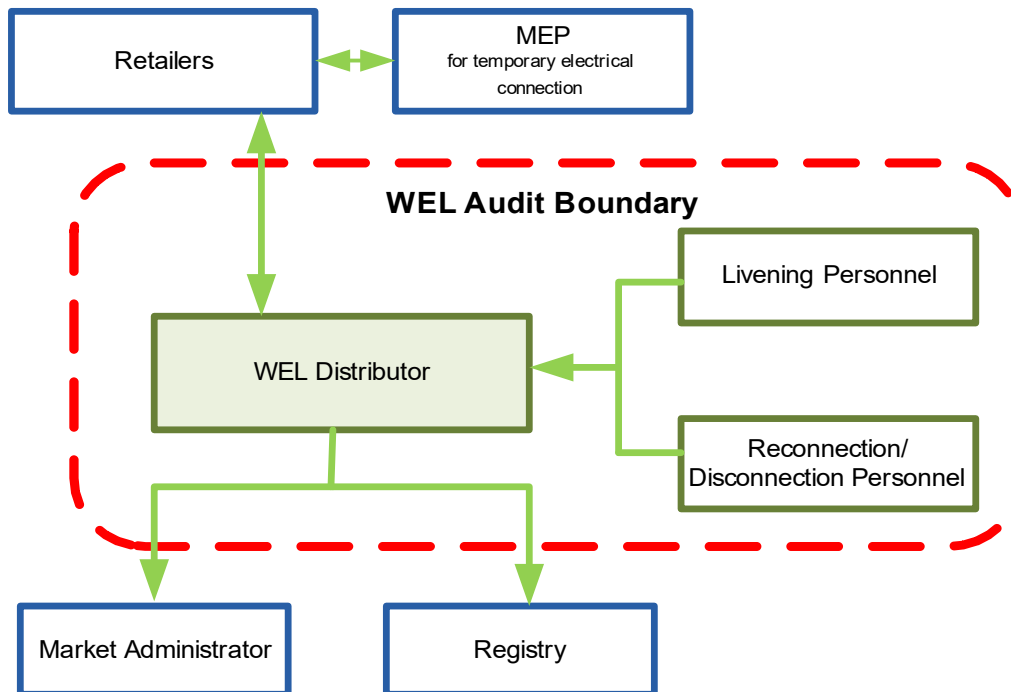 Retailers
MEP
for temporary electrical
connection
WEL Audit Boundary
Livening Personnel
WEL Distributor
Reconnection/
Disconnection Personnel
Market Administrator
Registry